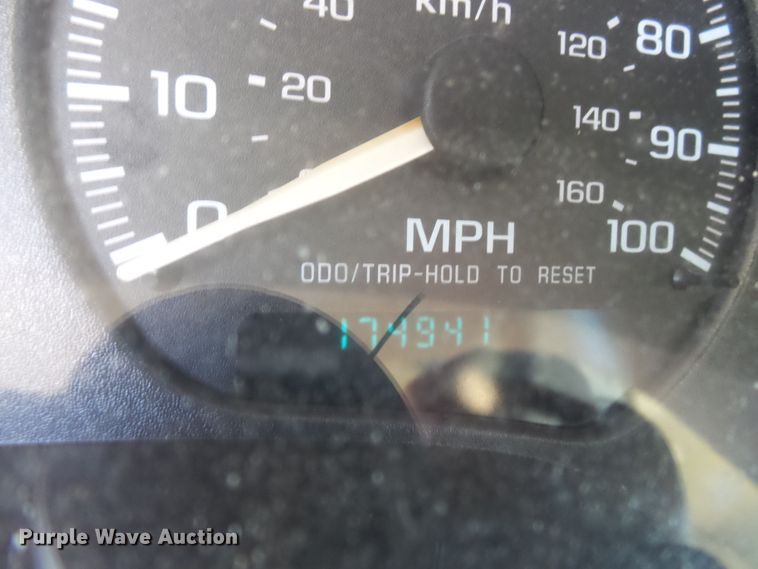 40 km/h 120 80
10 20 140 90
0 160 100
MPH
ODO/TRIP-HOLD TO RESET
174941
Purple Wave Auction